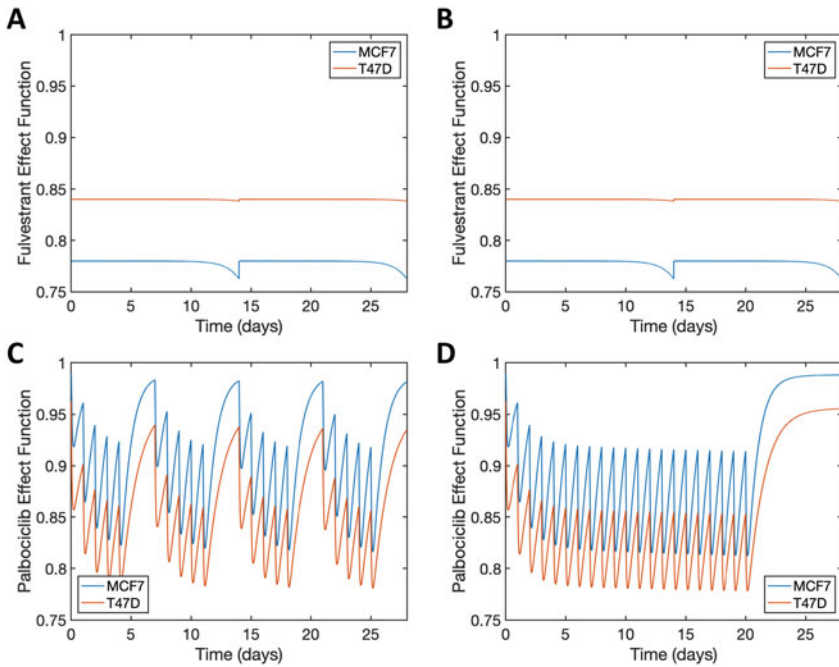 A
B
1
0.95
0.9
0.85
0.8
0.75
Fulvestrant Effect Function
MCF7
T47D
0 5 10 15 20 25
Time (days)
1
0.95
0.9
0.85
0.8
0.75
Fulvestrant Effect Function
MCF7
T47D
0 5 10 15 20 25
Time (days)
C
D
1
0.95
0.9
0.85
0.8
0.75
Palbociclib Effect Function
MCF7
T47D
0 5 10 15 20 25
Time (days)
1
0.95
0.9
0.85
0.8
0.75
Palbociclib Effect Function
MCF7
T47D
0 5 10 15 20 25
Time (days)